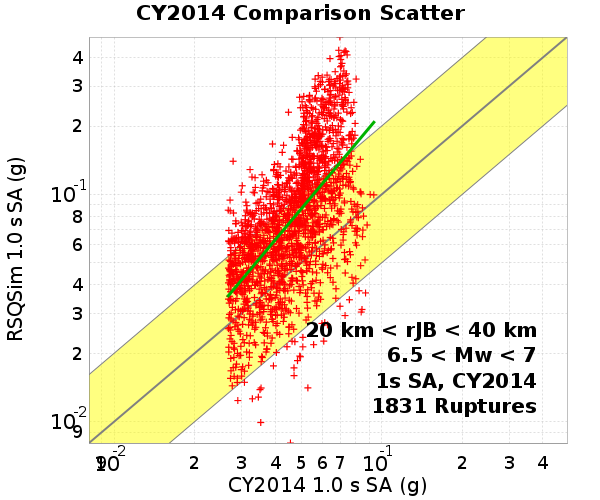 CY2014 Comparison Scatter
RSQSim 1.0 s SA (g)
4
3
2
10-1
8
6
4
3
2
10-2
9
20 km < rJB < 40 km
6.5 < Mw < 7
1s SA, CY2014
1831 Ruptures
9 10-2 2 3 4 5 6 7 10-1 2 3 4
CY2014 1.0 s SA (g)